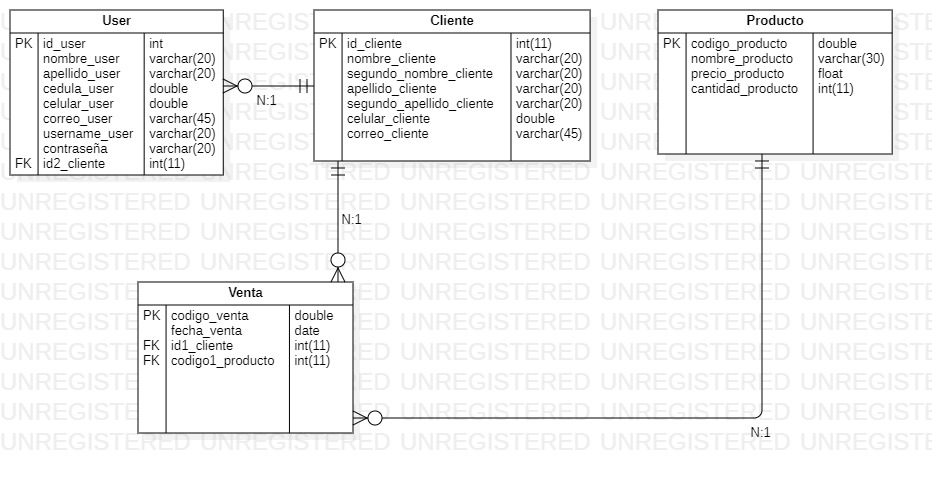 User
PK id_user int
nombre_user varchar(20)
apellido_user varchar(20)
cedula_user double
celular_user double
correo_user varchar(45)
username_user varchar(20)
contraseña varchar(20)
FK id2_cliente int(11)
N:1
Cliente
PK id_cliente int(11)
nombre_cliente varchar(20)
segundo_nombre_cliente varchar(20)
apellido_cliente varchar(20)
segundo_apellido_cliente varchar(20)
celular_cliente double
correo_cliente varchar(45)
Producto
PK codigo_producto double
nombre_producto varchar(30)
precio_producto float
cantidad_producto int(11)
N:1
Venta
PK codigo_venta double
fecha_venta date
FK id1_cliente int(11)
FK codigo1_producto int(11)
N:1
UNREGISTERED UNREGISTERED UNREGISTERED UNREGISTERED